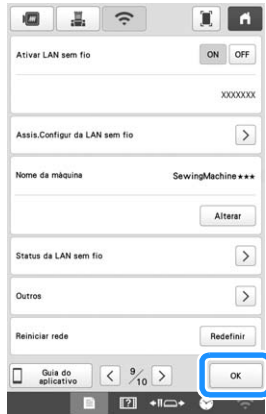 Ativar LAN sem fio ON OFF
XXXXXXX
Assis.Configur da LAN sem fio >
Nome da máquina SewingMachine★★★
Alterar
Status da LAN sem fio >
Outros >
Reiniciar rede Redefinir
Guia do
aplicativo < 9/10 > OK